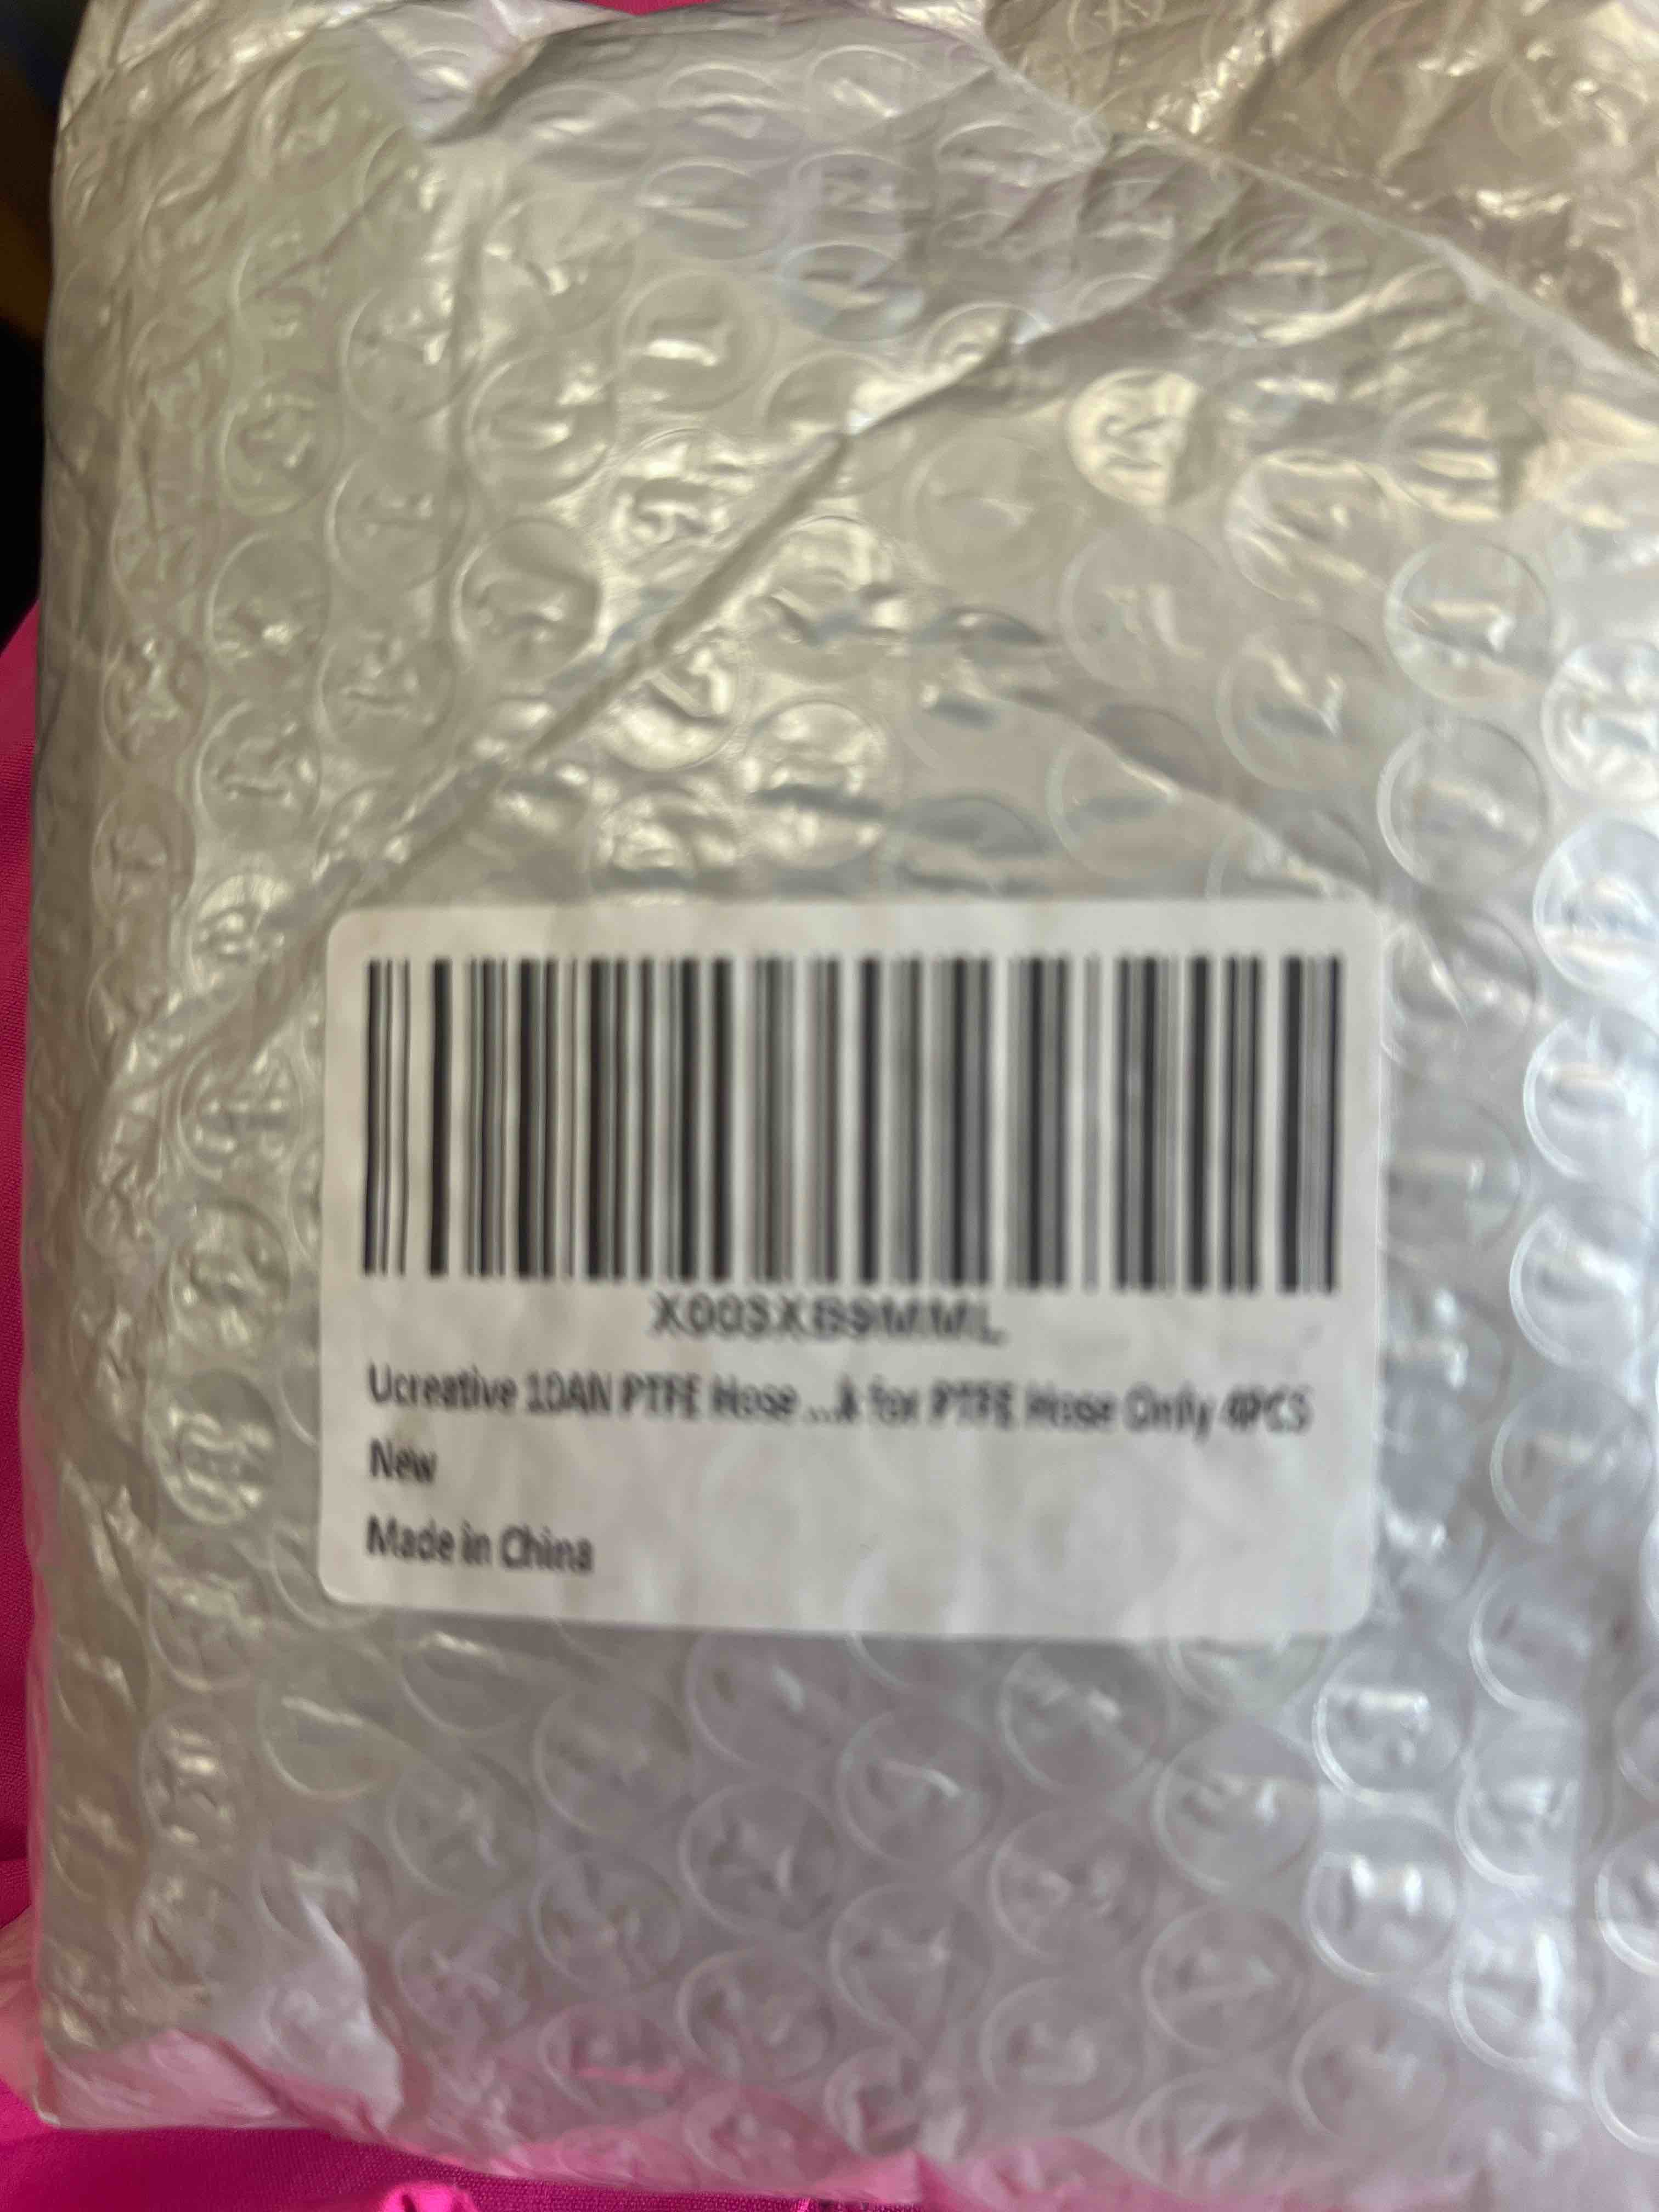 X003XB9MML
Ucreative 10AN PTFE Hose ...k for PTFE Hose Only 4PCS
New
Made in China